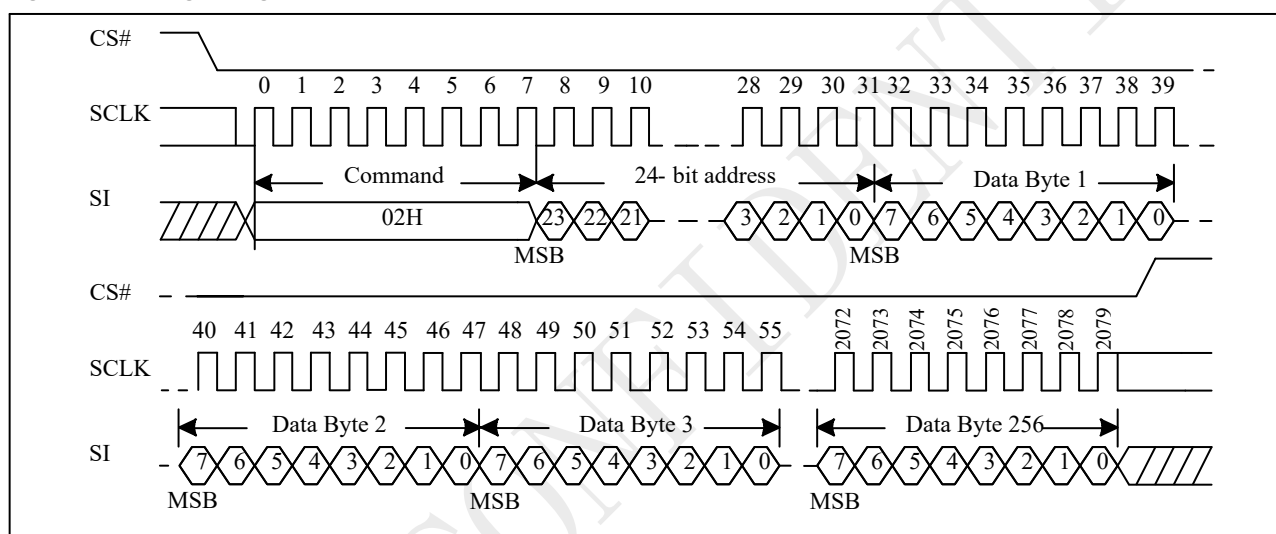 CS#
0 1 2 3 4 5 6 7 8 9 10 28 29 30 31 32 33 34 35 36 37 38 39
SCLK
Command 24- bit address Data Byte 1
SI
02H 23 22 21 3 2 1 0 7 6 5 4 3 2 1 0
MSB MSB
CS#
40 41 42 43 44 45 46 47 48 49 50 51 52 53 54 55 2072 2073 2074 2075 2076 2077 2078 2079
SCLK
Data Byte 2 Data Byte 3 Data Byte 256
SI
7 6 5 4 3 2 1 0 7 6 5 4 3 2 1 0 7 6 5 4 3 2 1 0
MSB MSB MSB
CONFIDENT